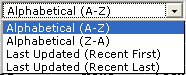 Alphabetical (A-Z)
Alphabetical (A-Z)
Alphabetical (Z-A)
Last Updated (Recent First)
Last Updated (Recent Last)